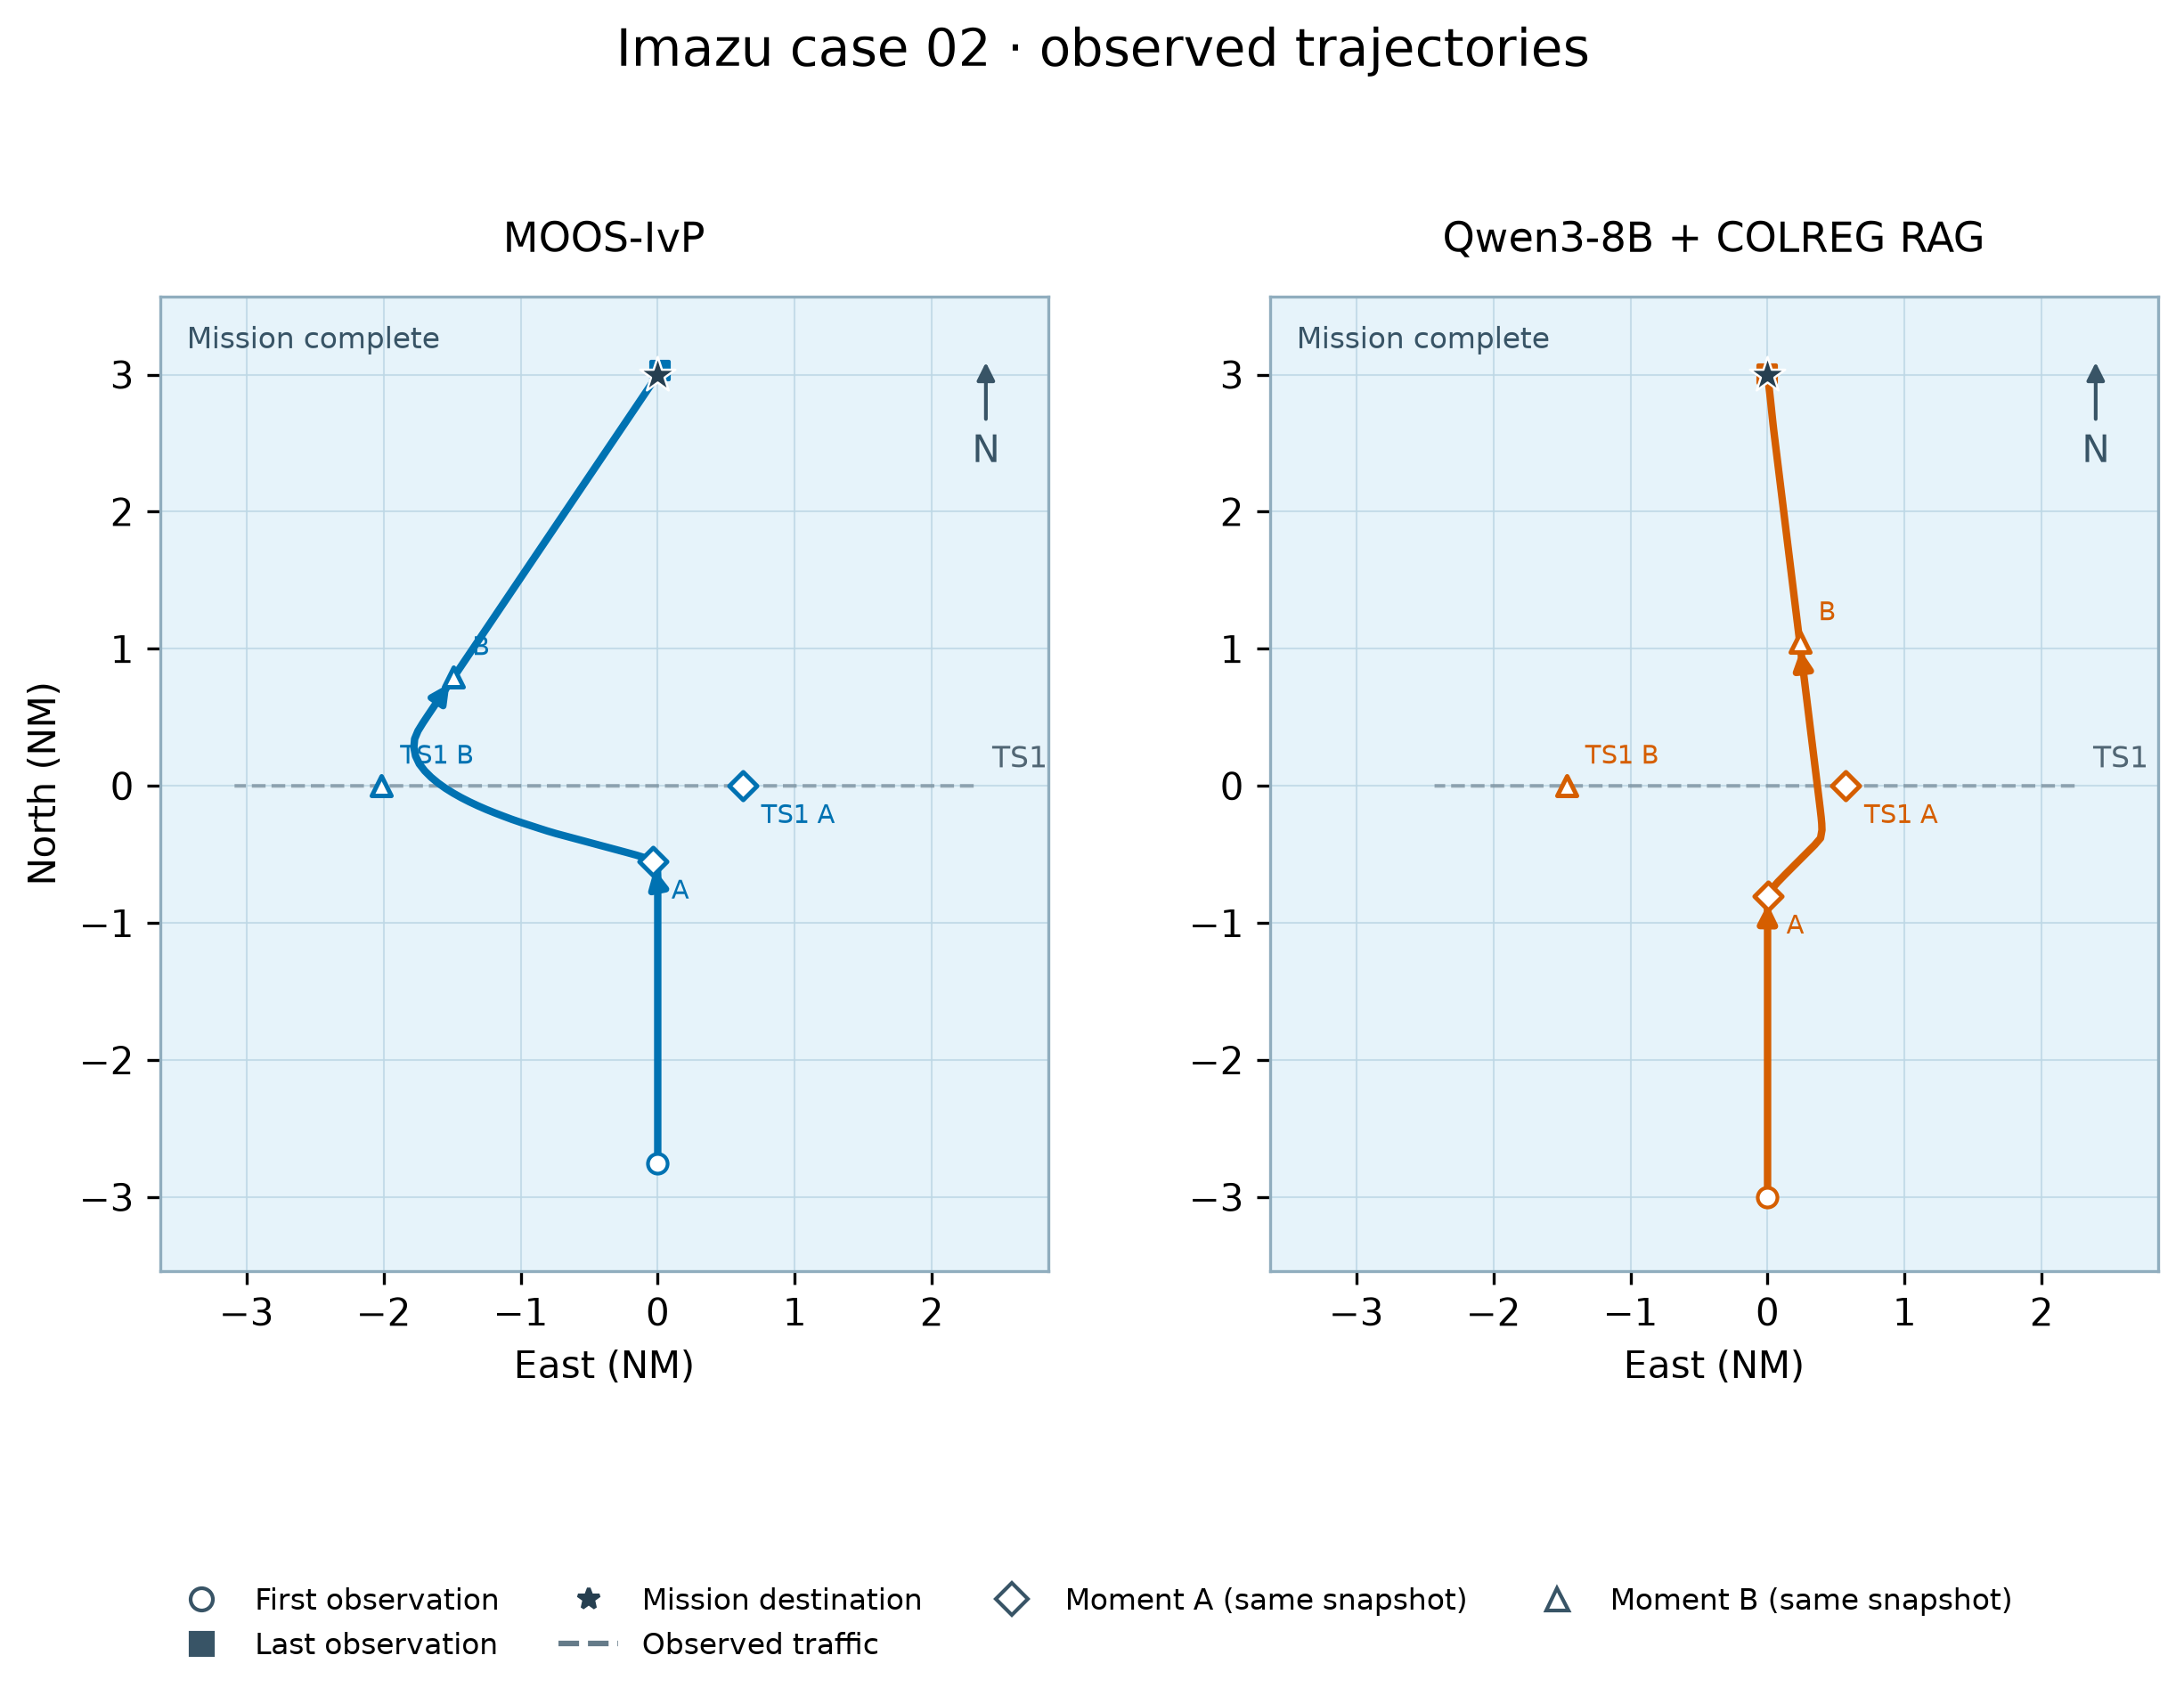 Imazu case 02 · observed trajectories
MOOS-IvP
Mission complete
N
B
TS1 B
TS1
TS1 A
A
3
2
1
0
−1
−2
−3
North (NM)
−3 −2 −1 0 1 2
East (NM)
Qwen3-8B + COLREG RAG
Mission complete
N
B
TS1 B
TS1
TS1 A
A
3
2
1
0
−1
−2
−3
−3 −2 −1 0 1 2
East (NM)
First observation
Last observation
Mission destination
Observed traffic
Moment A (same snapshot)
Moment B (same snapshot)